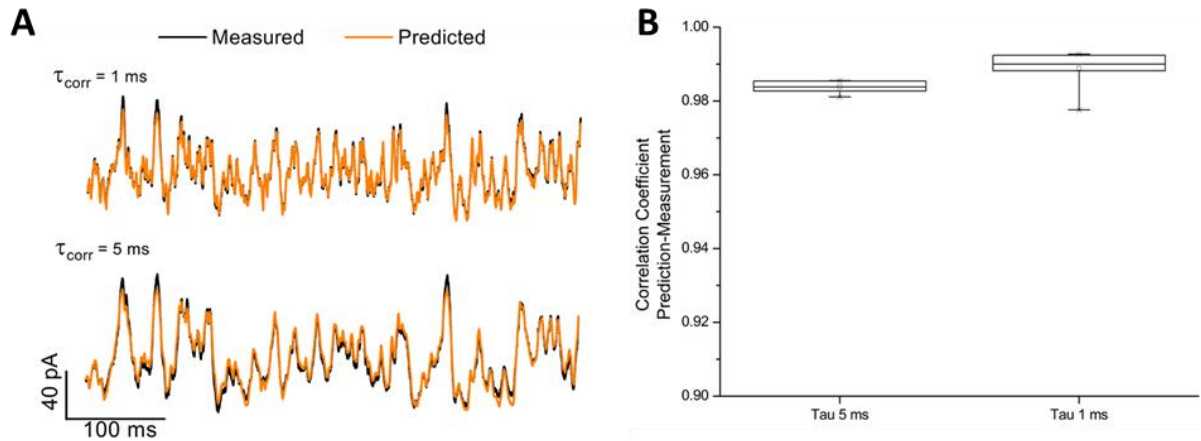 A
Measured
Predicted
τcorr = 1 ms
τcorr = 5 ms
40 pA
100 ms
B
Correlation Coefficient
Prediction-Measurement
1.00
0.98
0.96
0.94
0.92
0.90
Tau 5 ms
Tau 1 ms